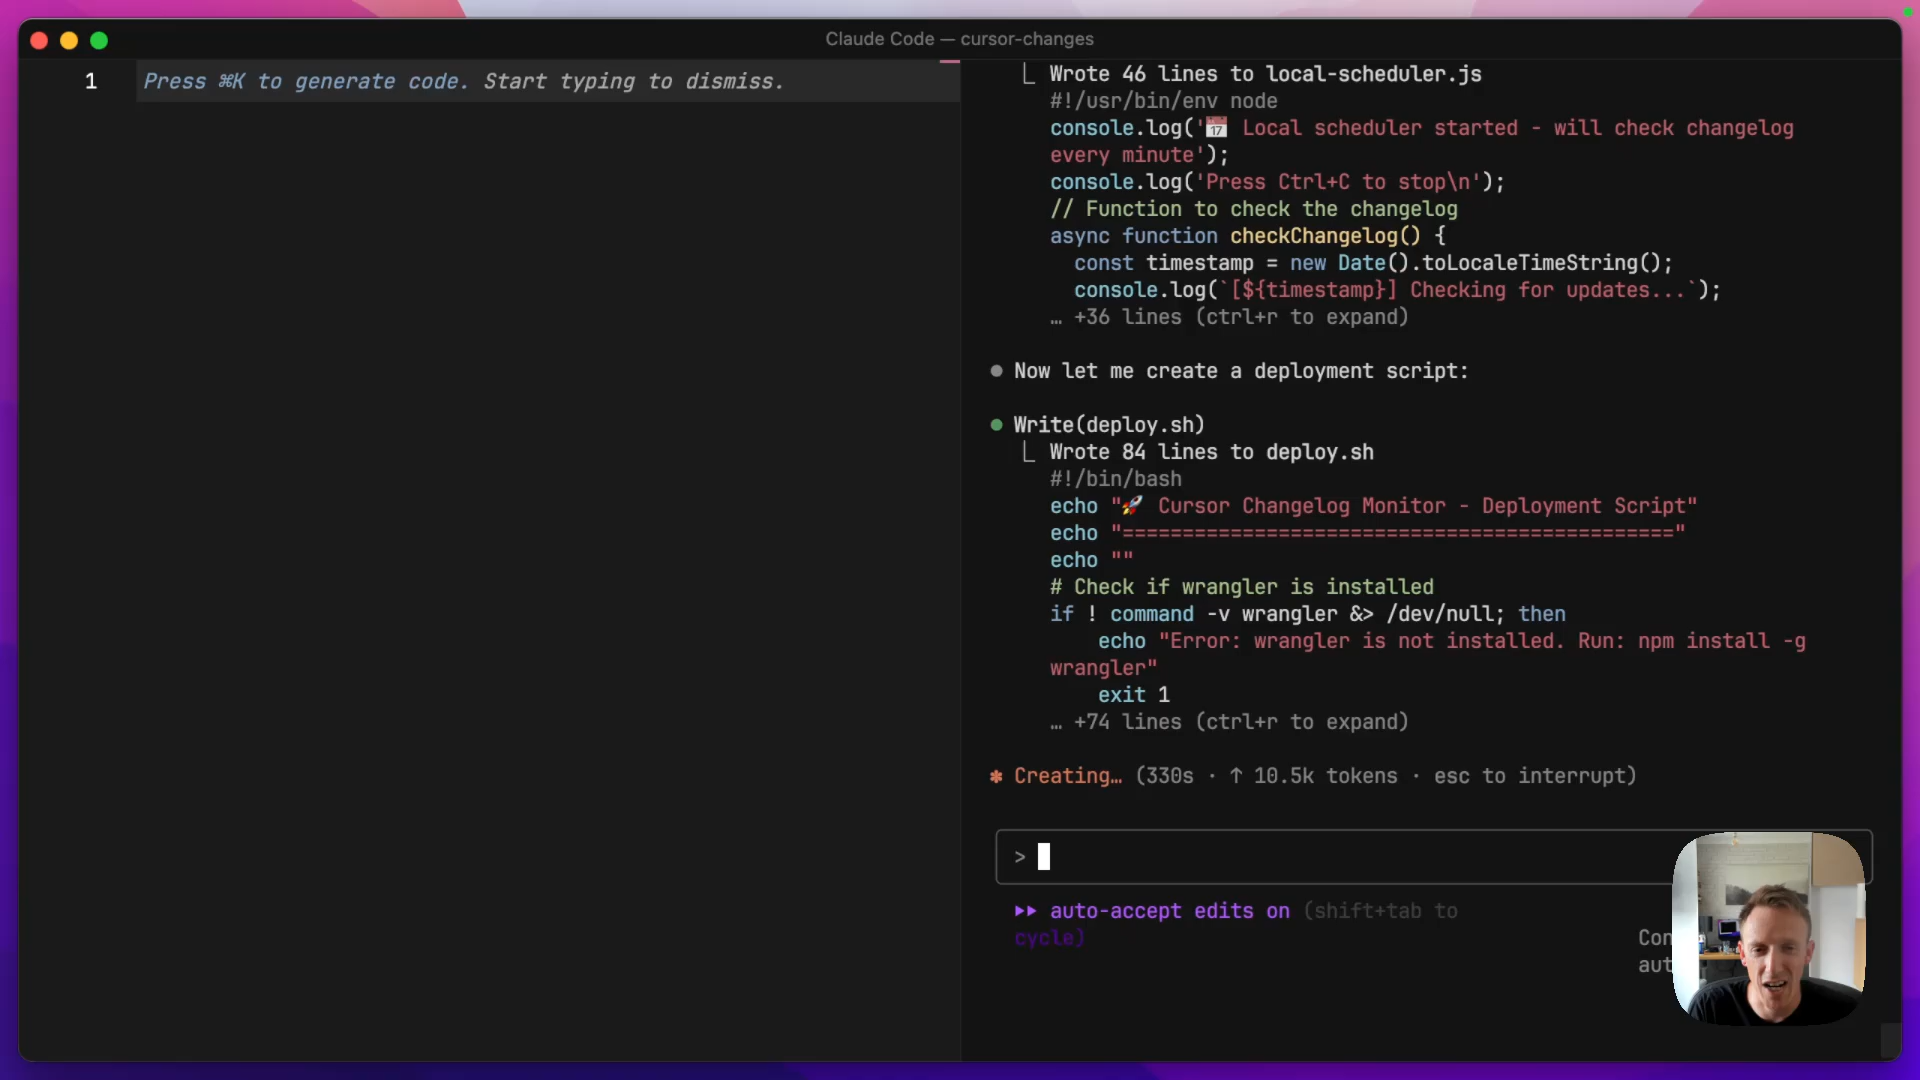 Claude Code — cursor-changes
1
Press ⌘K to generate code. Start typing to dismiss.
⎿ Wrote 46 lines to local-scheduler.js
#!/usr/bin/env node
console.log('📅 Local scheduler started - will check changelog
every minute');
console.log('Press Ctrl+C to stop\n');
// Function to check the changelog
async function checkChangelog() {
const timestamp = new Date().toLocaleTimeString();
console.log(`[${timestamp}] Checking for updates...`);
… +36 lines (ctrl+r to expand)
● Now let me create a deployment script:
● Write(deploy.sh)
⎿ Wrote 84 lines to deploy.sh
#!/bin/bash
echo "🚀 Cursor Changelog Monitor - Deployment Script"
echo "=============================================="
echo ""
# Check if wrangler is installed
if ! command -v wrangler &> /dev/null; then
echo "Error: wrangler is not installed. Run: npm install -g
wrangler"
exit 1
… +74 lines (ctrl+r to expand)
✽ Creating… (330s · ↑ 10.5k tokens · esc to interrupt)
>
⏵⏵ auto-accept edits on (shift+tab to
cycle)
Con
aut